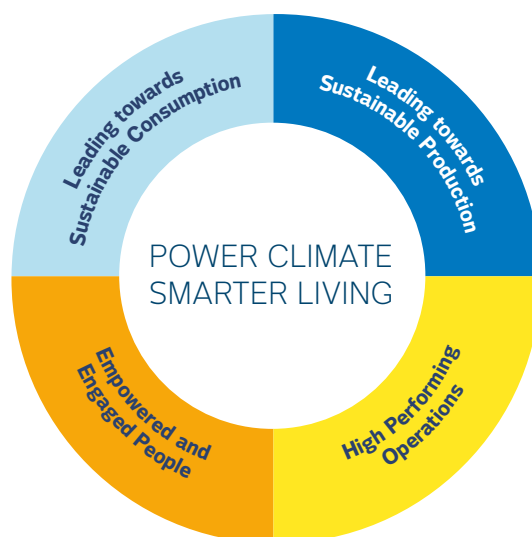 Leading towards
Sustainable Consumption
Leading towards
Sustainable Production
POWER CLIMATE
SMARTER LIVING
Empowered and
Engaged People
High Performing
Operations